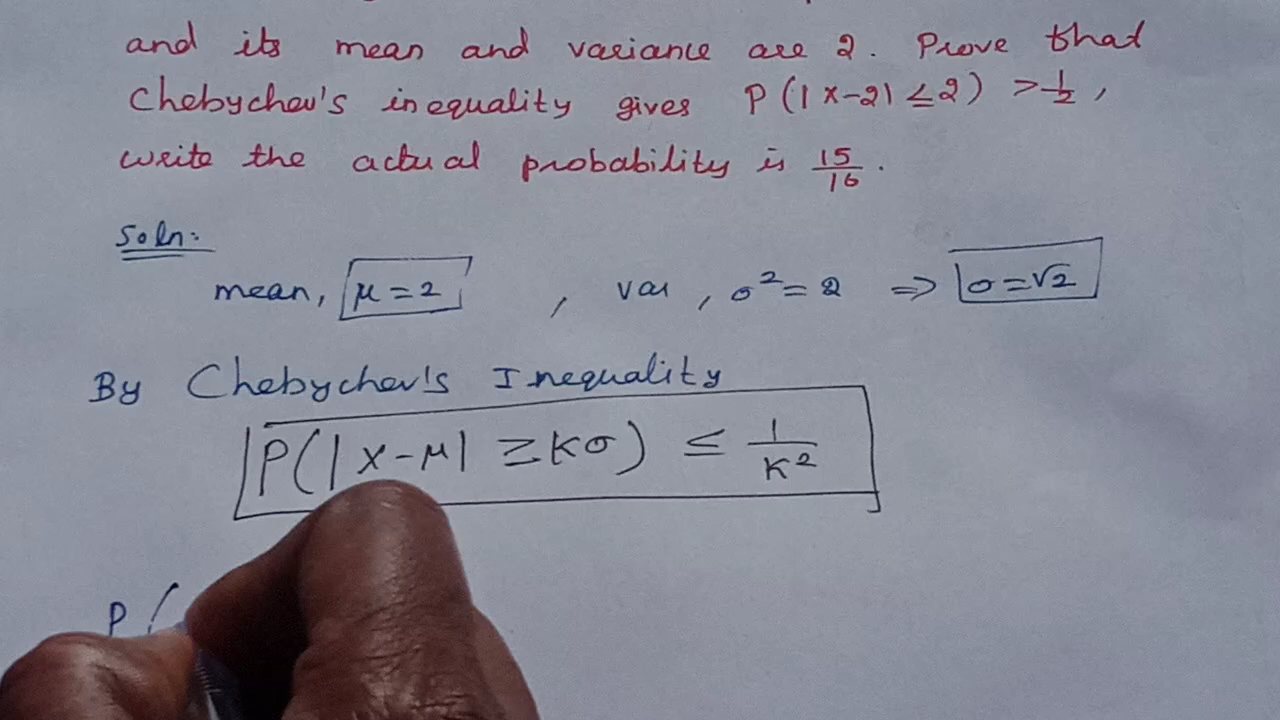 and its mean and variance are 2. Prove that
Chebychev's inequality gives P(|x-2| ≤ 2) > 1/2,
write the actual probability is 15/16.
Soln:
mean, μ = 2 , var , σ² = 2 ⇒ σ = √2
By Chebychev's Inequality
P(|x-μ| ≥ Kσ) ≤ 1/K²
P (